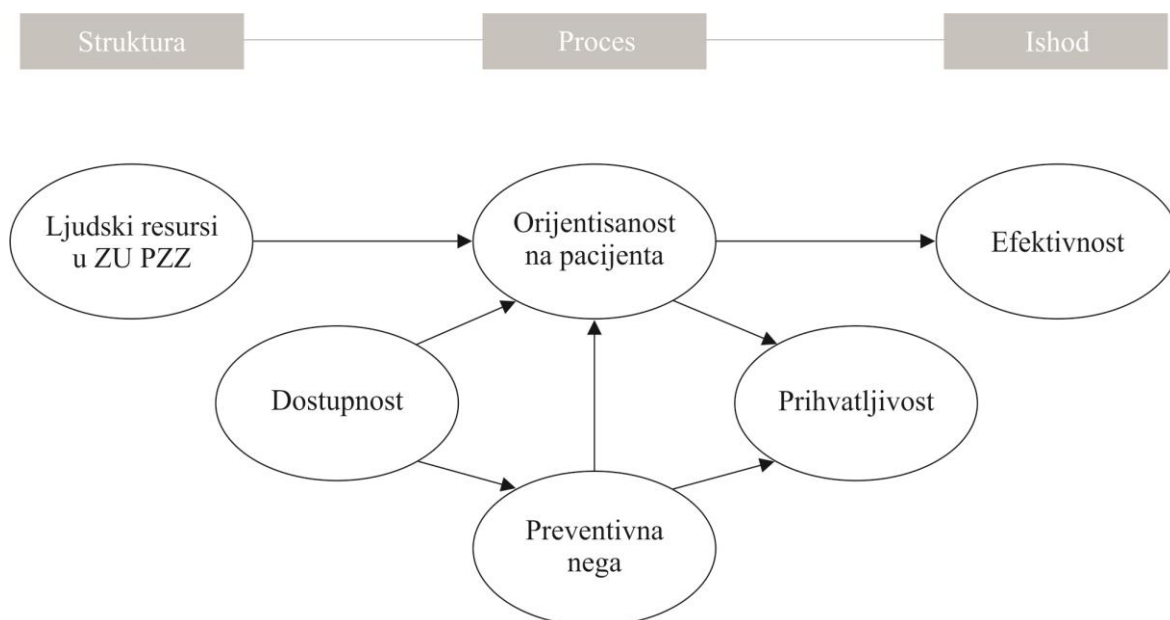 Struktura
Proces
Ishod
Ljudski resursi
u ZU PZZ
Orijentisanost
na pacijenta
Efektivnost
Dostupnost
Prihvatljivost
Preventivna
nega